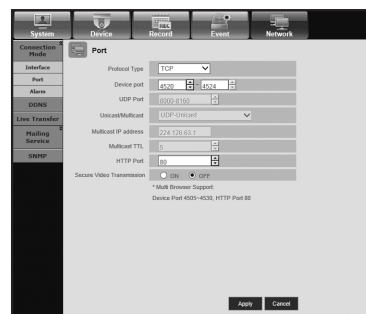 System Device Record Event Network
REC
Connection Mode
Interface
Port
Alarm
DDNS
Live Transfer
Mailing Service
SNMP
Port
Protocol Type TCP
Device port 4520 ~ 4524
UDP Port 8000-8160
Unicast/Multicast UDP-Unicast
Multicast IP address 224.126.63.1
Multicast TTL 5
HTTP Port 80
Secure Video Transmission ON OFF
* Multi Browser Support:
Device Port 4505~4530, HTTP Port 80
Apply Cancel